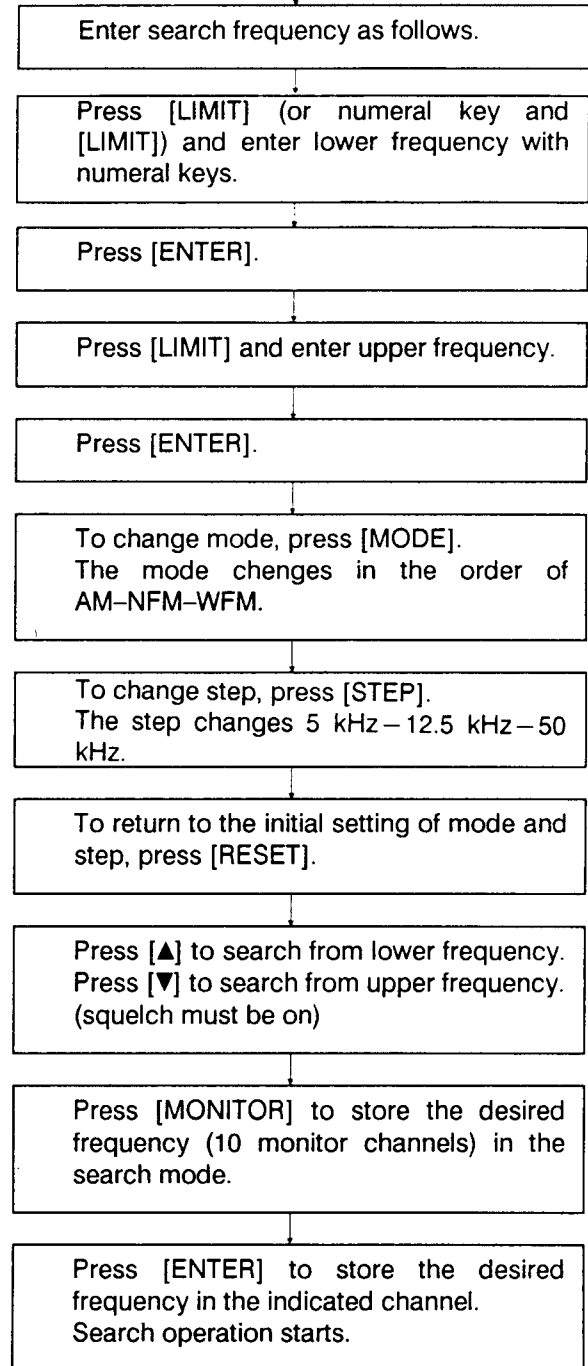 Enter search frequency as follows.
Press [LIMIT] (or numeral key and
[LIMIT]) and enter lower frequency with
numeral keys.
Press [ENTER].
Press [LIMIT] and enter upper frequency.
Press [ENTER].
To change mode, press [MODE].
The mode chenges in the order of
AM–NFM–WFM.
To change step, press [STEP].
The step changes 5 kHz – 12.5 kHz – 50
kHz.
To return to the initial setting of mode and
step, press [RESET].
Press [▲] to search from lower frequency.
Press [▼] to search from upper frequency.
(squelch must be on)
Press [MONITOR] to store the desired
frequency (10 monitor channels) in the
search mode.
Press [ENTER] to store the desired
frequency in the indicated channel.
Search operation starts.